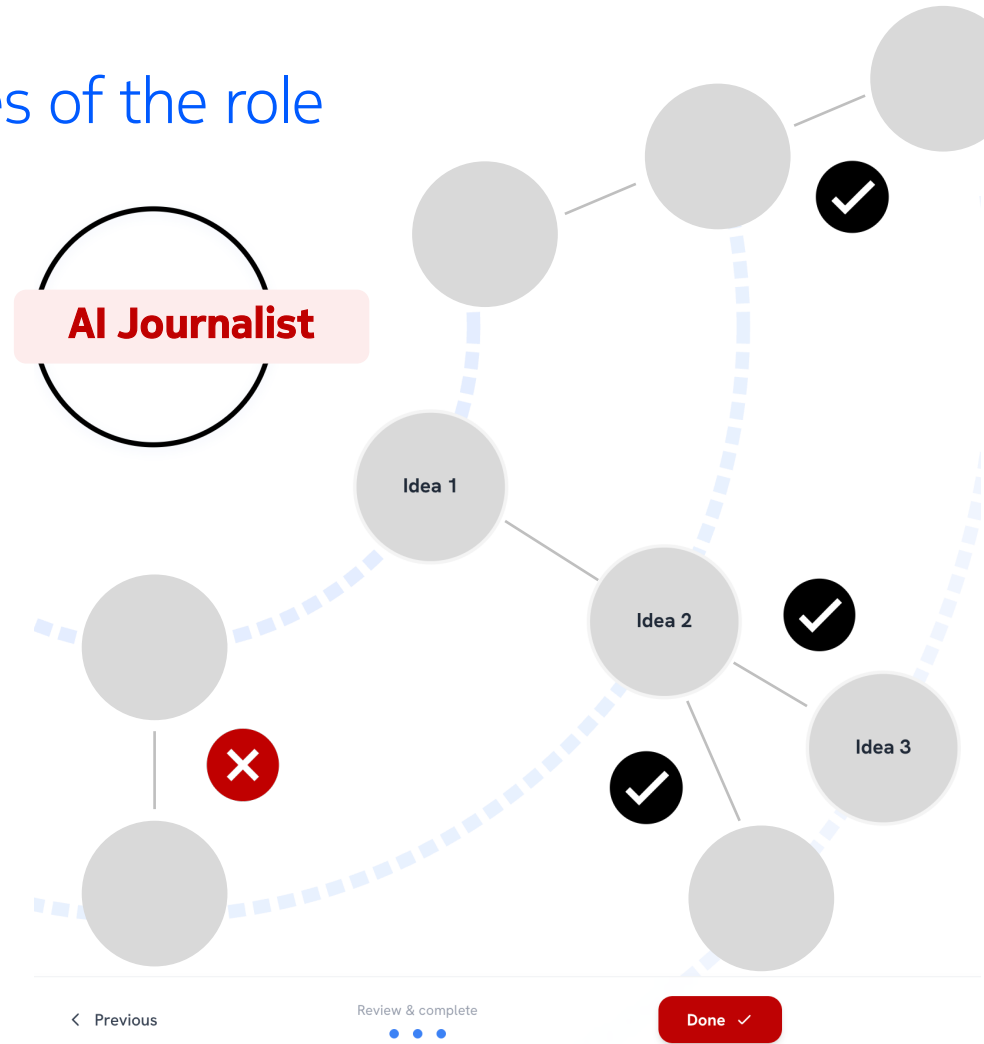 of the role
AI Journalist
Idea 1
Idea 2
Idea 3
Previous
Review & complete
Done